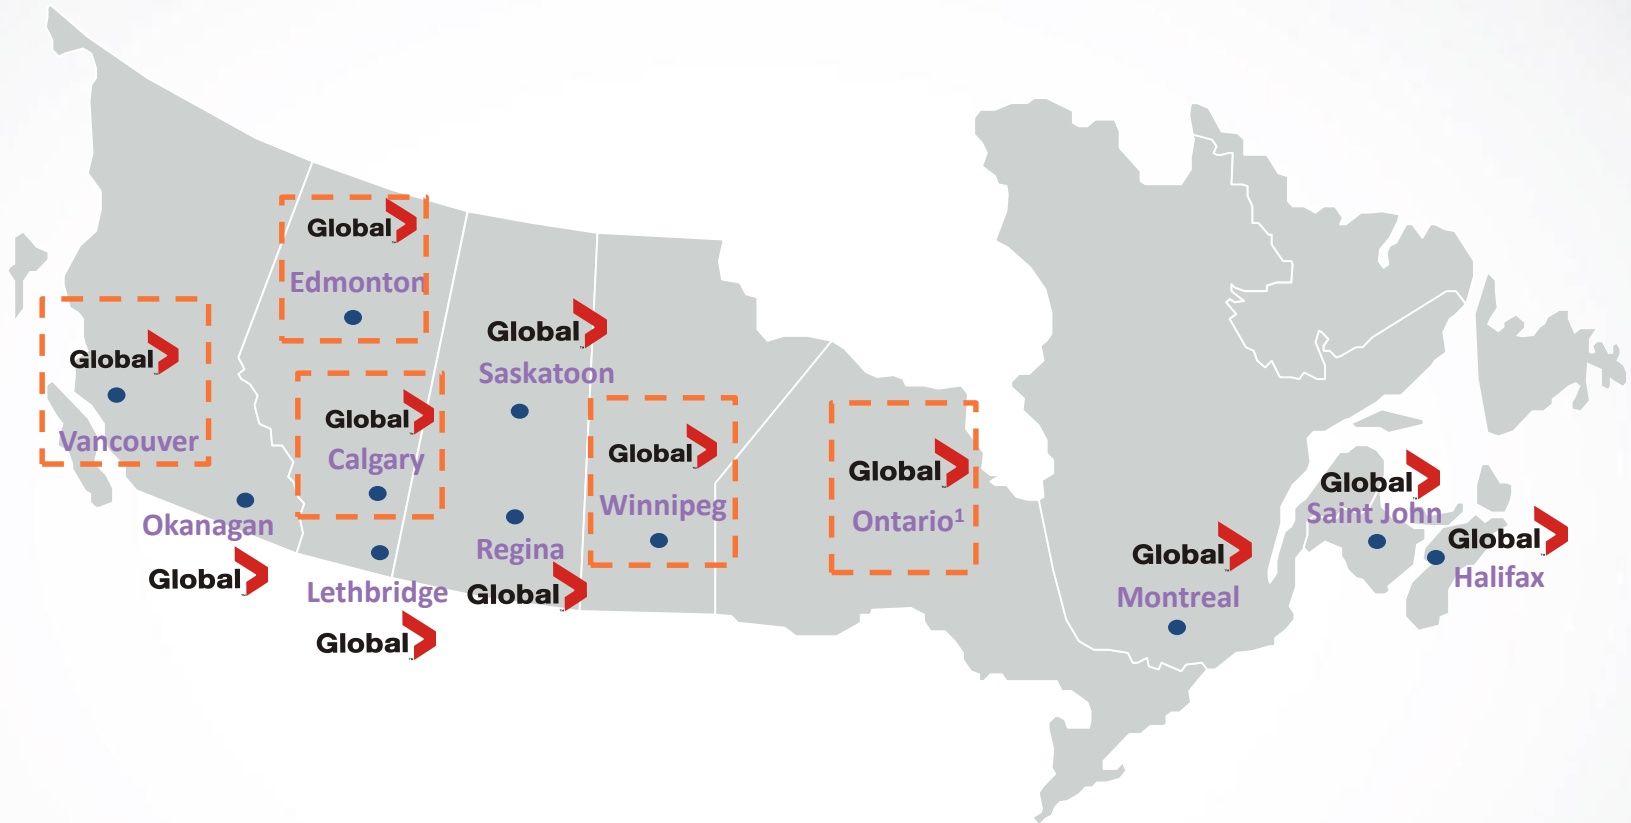 Global
Edmonton
Global
Vancouver
Global
Saskatoon
Global
Calgary
Global
Winnipeg
Global
Ontario¹
Okanagan
Global
Lethbridge
Global
Regina
Global
Global
Montreal
Global
Saint John
Global
Halifax